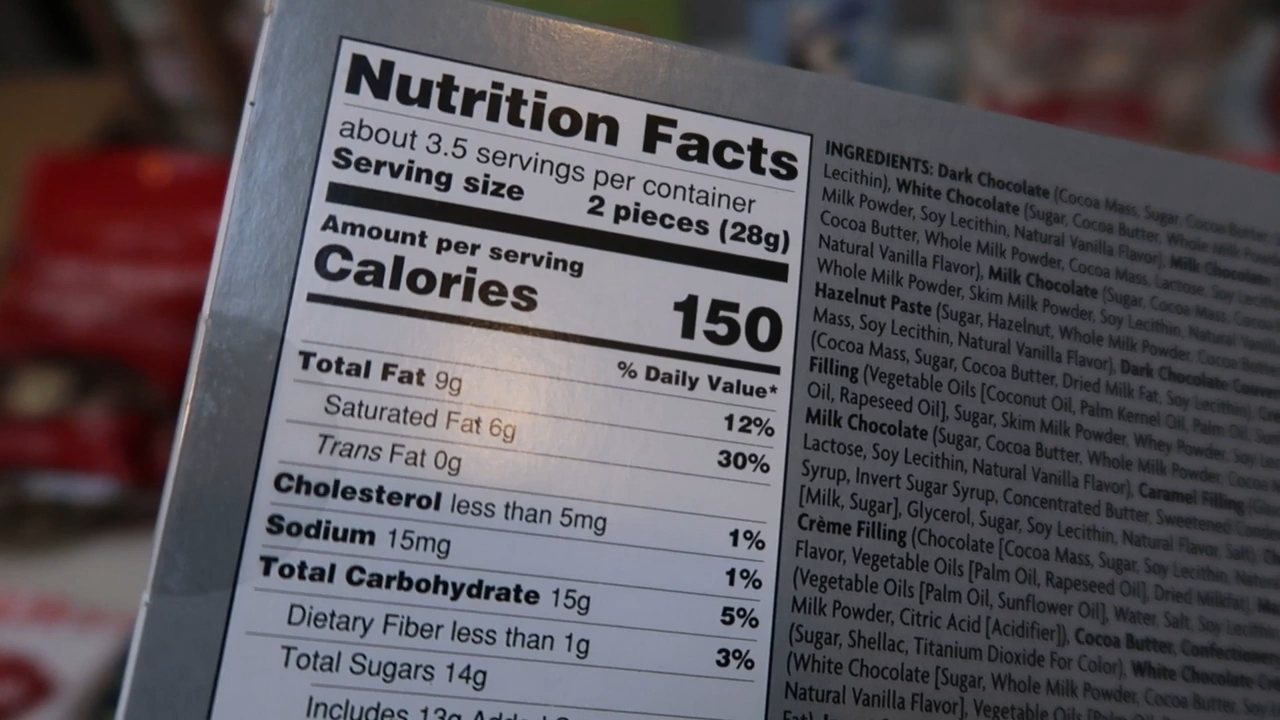 Nutrition Facts
about 3.5 servings per container
Serving size 2 pieces (28g)
Amount per serving
Calories 150
% Daily Value*
Total Fat 9g 12%
Saturated Fat 6g 30%
Trans Fat 0g
Cholesterol less than 5mg 1%
Sodium 15mg 1%
Total Carbohydrate 15g 5%
Dietary Fiber less than 1g 3%
Total Sugars 14g
Includes 13g Added
INGREDIENTS: Dark Chocolate (Cocoa Mass, Sugar, Cocoa Butter,
Lecithin), White Chocolate (Sugar, Cocoa Butter, Whole Milk
Milk Powder, Soy Lecithin, Natural Vanilla Flavor), Milk Chocolate
Cocoa Butter, Whole Milk Powder, Cocoa Mass, Lactose, Soy
Natural Vanilla Flavor), Milk Chocolate (Sugar, Cocoa Mass, Cocoa
Whole Milk Powder, Skim Milk Powder, Soy Lecithin, Natural
Hazelnut Paste (Sugar, Hazelnut, Whole Milk Powder, Cocoa
Mass, Soy Lecithin, Natural Vanilla Flavor), Dark Chocolate
(Cocoa Mass, Sugar, Cocoa Butter, Dried Milk Fat, Soy Lecithin),
Filling (Vegetable Oils [Coconut Oil, Palm Kernel Oil, Palm Oil,
Oil, Rapeseed Oil], Sugar, Skim Milk Powder, Whey Powder, Soy
Milk Chocolate (Sugar, Cocoa Butter, Whole Milk Powder, Cocoa
Lactose, Soy Lecithin, Natural Vanilla Flavor), Caramel Filling
Syrup, Invert Sugar Syrup, Concentrated Butter, Sweetened
[Milk, Sugar], Glycerol, Sugar, Soy Lecithin, Natural Flavor, Salt),
Crème Filling (Chocolate [Cocoa Mass, Sugar, Soy Lecithin,
Flavor, Vegetable Oils [Palm Oil, Rapeseed Oil], Dried Milkfat),
(Vegetable Oils [Palm Oil, Sunflower Oil], Water, Salt, Soy
Milk Powder, Citric Acid [Acidifier]), Cocoa Butter,
(Sugar, Shellac, Titanium Dioxide For Color), White Chocolate
(White Chocolate [Sugar, Whole Milk Powder, Cocoa Butter, Soy
Natural Vanilla Flavor], Vegetable Oils